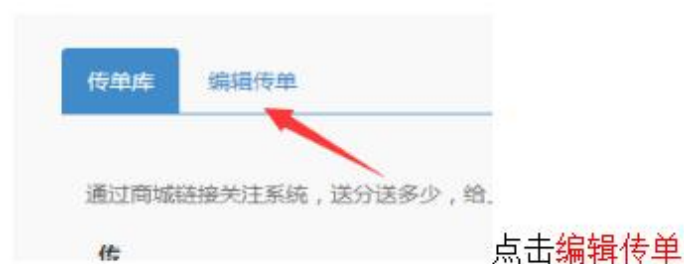 传单库 编辑传单
通过商城链接关注系统，送分送多少，给
传
点击编辑传单